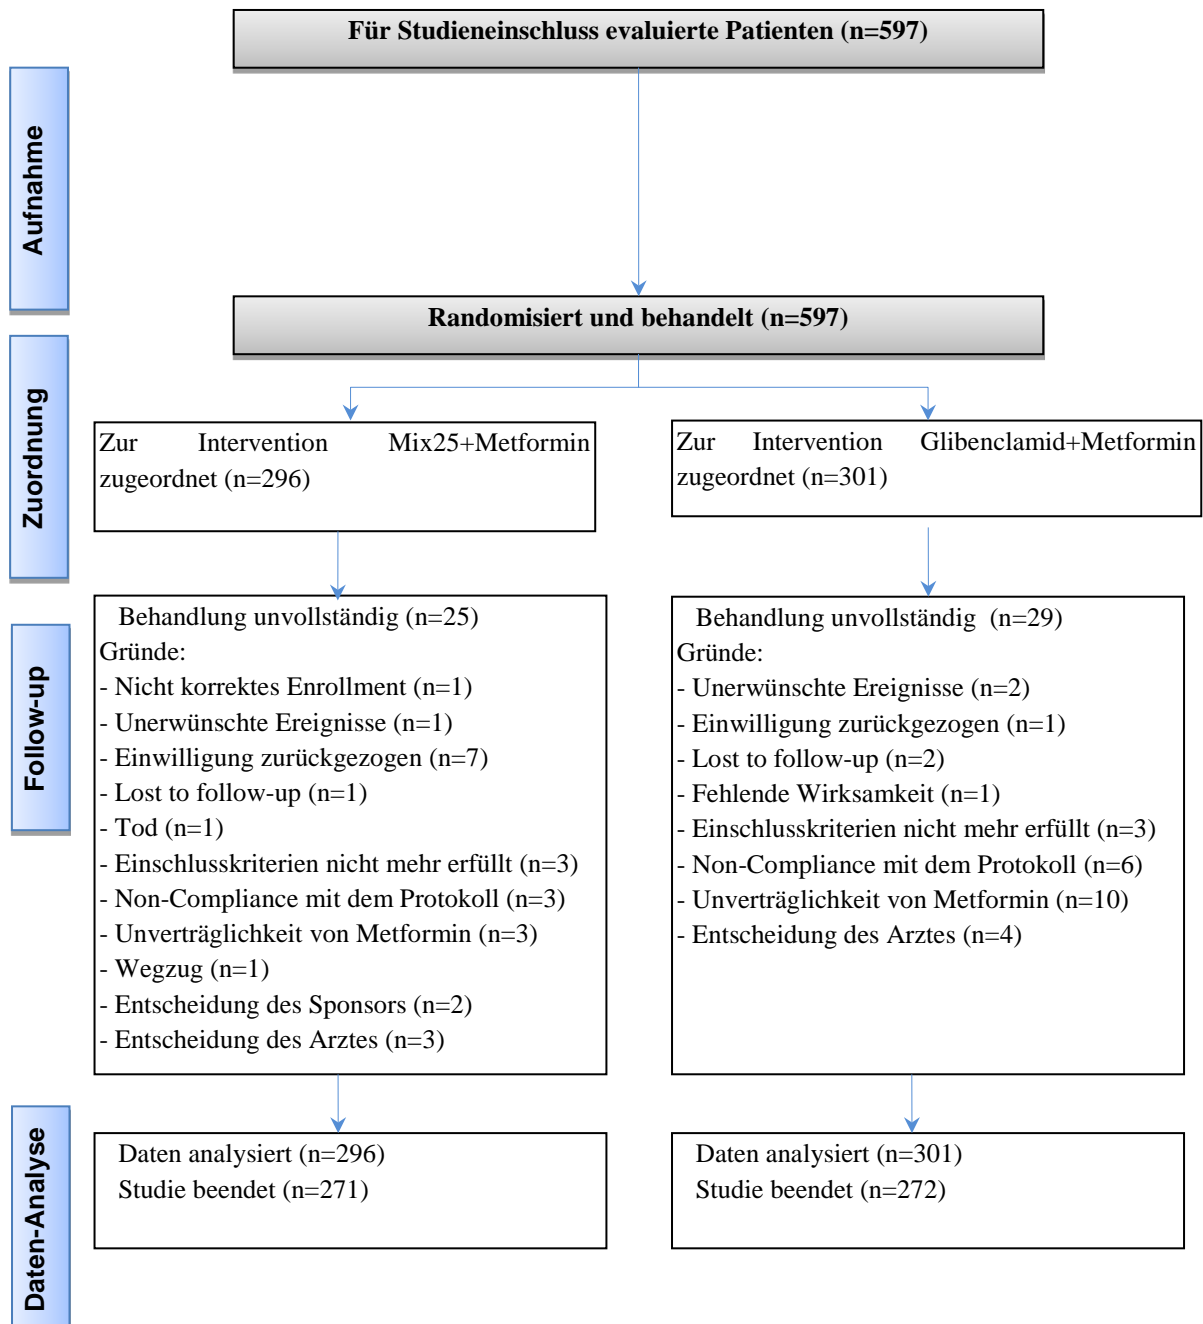 Für Studieneinschluss evaluierte Patienten (n=597)
Aufnahme
Randomisiert und behandelt (n=597)
Zuordnung
Zur Intervention Mix25+Metformin
zugeordnet (n=296)
Zur Intervention Glibenclamid+Metformin
zugeordnet (n=301)
Follow-up
Behandlung unvollständig (n=25)
Gründe:
- Nicht korrektes Enrollment (n=1)
- Unerwünschte Ereignisse (n=1)
- Einwilligung zurückgezogen (n=7)
- Lost to follow-up (n=1)
- Tod (n=1)
- Einschlusskriterien nicht mehr erfüllt (n=3)
- Non-Compliance mit dem Protokoll (n=3)
- Unverträglichkeit von Metformin (n=3)
- Wegzug (n=1)
- Entscheidung des Sponsors (n=2)
- Entscheidung des Arztes (n=3)
Behandlung unvollständig (n=29)
Gründe:
- Unerwünschte Ereignisse (n=2)
- Einwilligung zurückgezogen (n=1)
- Lost to follow-up (n=2)
- Fehlende Wirksamkeit (n=1)
- Einschlusskriterien nicht mehr erfüllt (n=3)
- Non-Compliance mit dem Protokoll (n=6)
- Unverträglichkeit von Metformin (n=10)
- Entscheidung des Arztes (n=4)
Daten-Analyse
Daten analysiert (n=296)
Studie beendet (n=271)
Daten analysiert (n=301)
Studie beendet (n=272)